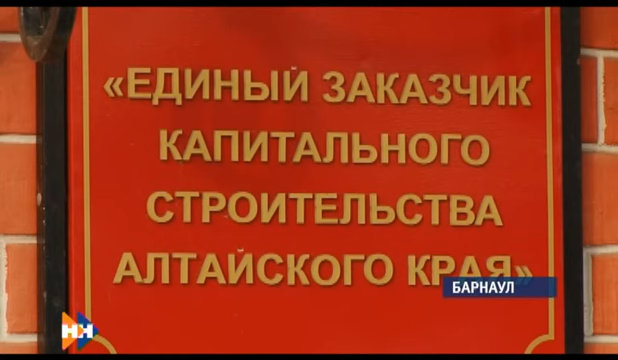 «ЕДИНЫЙ ЗАКАЗЧИК
КАПИТАЛЬНОГО
СТРОИТЕЛЬСТВА
АЛТАЙСКОГО КРАЯ»
БАРНАУЛ
НН